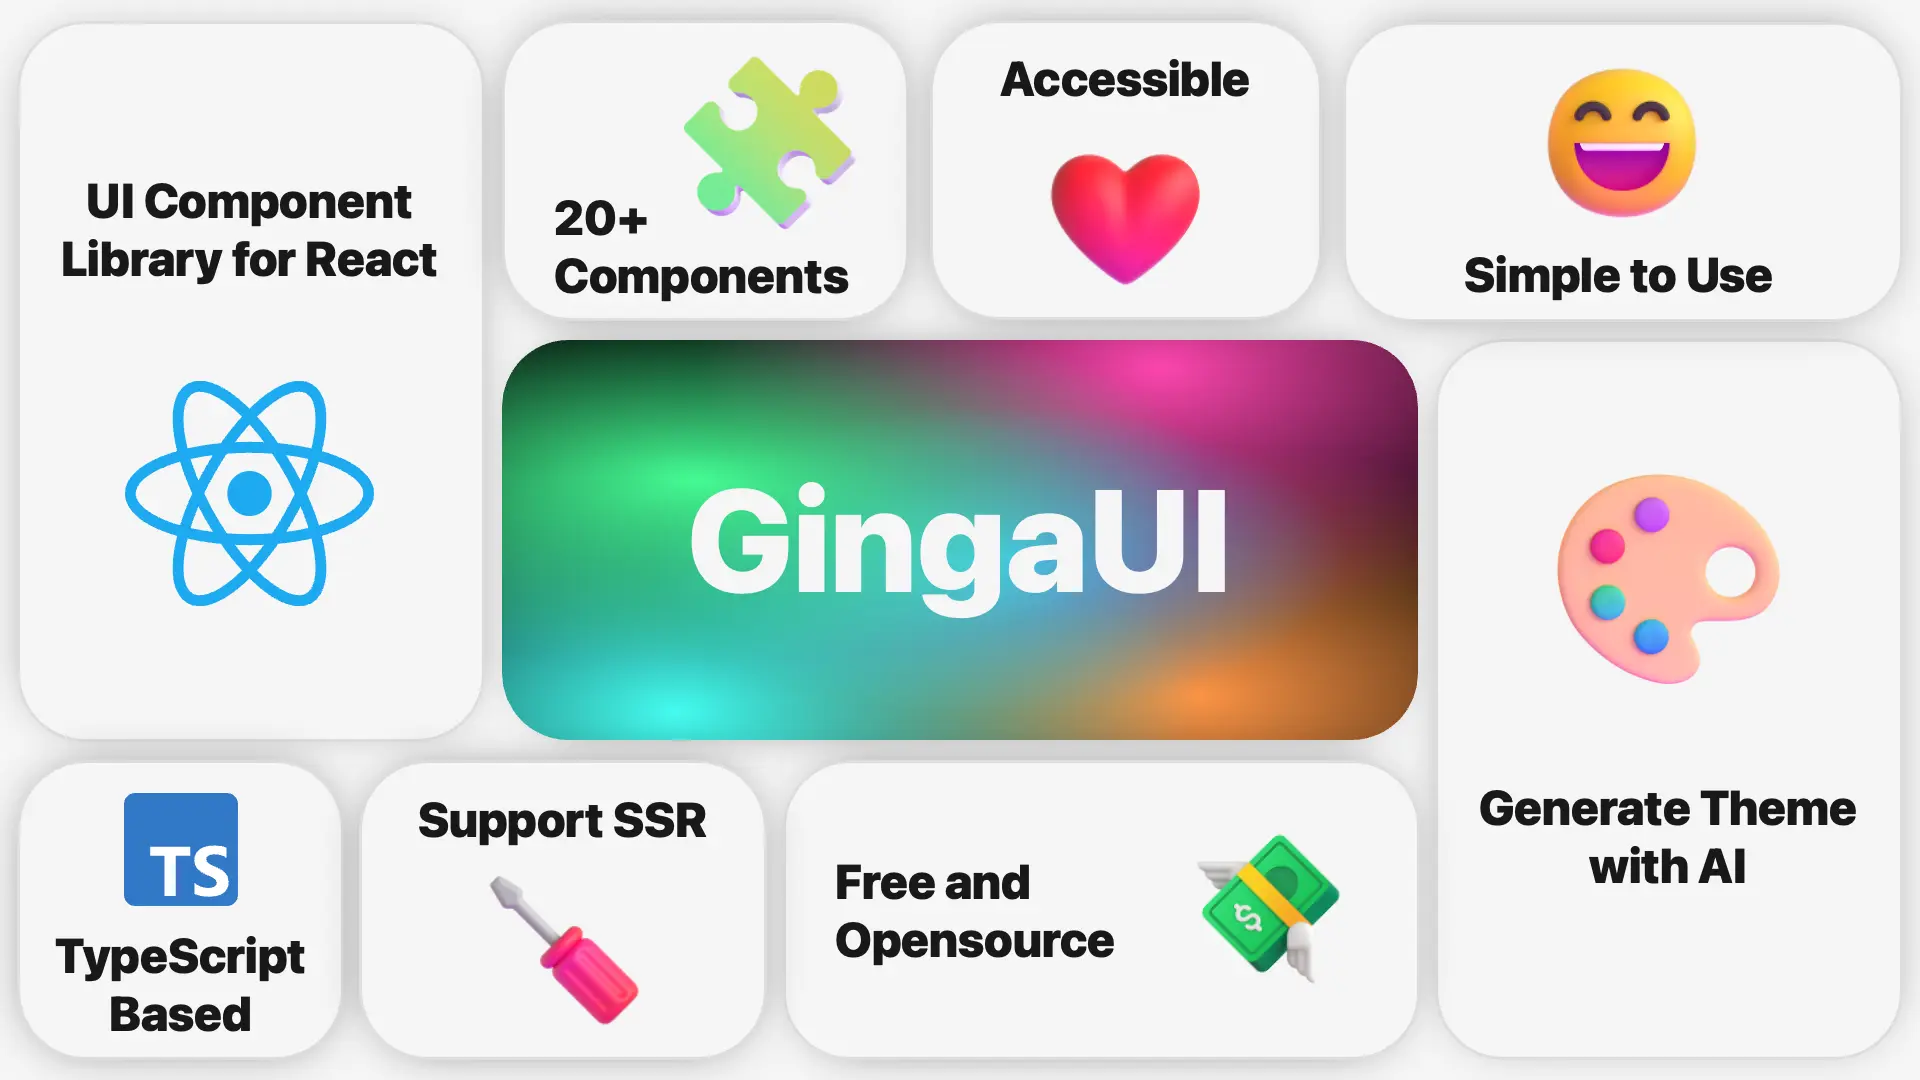 UI Component
Library for React
20+
Components
Accessible
Simple to Use
GingaUI
Generate Theme
with AI
TS
TypeScript
Based
Support SSR
Free and
Opensource
$